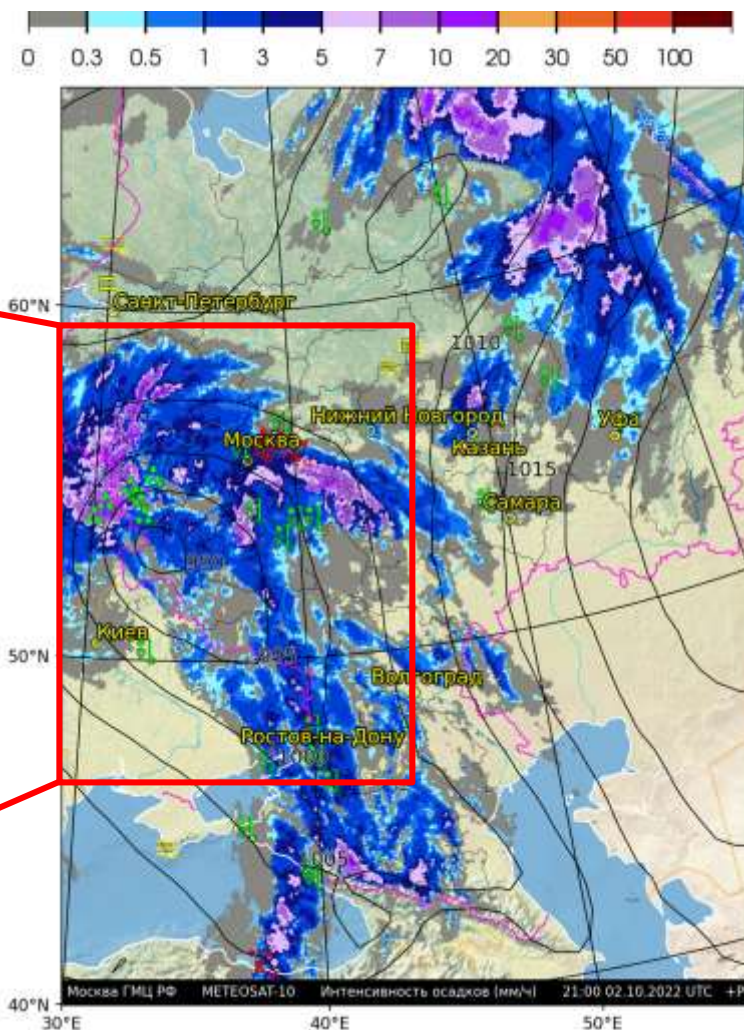 0 0.3 0.5 1 3 5 7 10 20 30 50 100
60°N
Санкт-Петербург
1010
Нижний Новгород
Уфа
Москва
Казань
1015
Самара
990
Киев
50°N
995
Волгоград
Ростов-на-Дону
1000
1005
Москва ГМЦ РФ METEOSAT-10 Интенсивность осадков (мм/ч) 21:00 02.10.2022 UTC +P
40°N
30°E 40°E 50°E